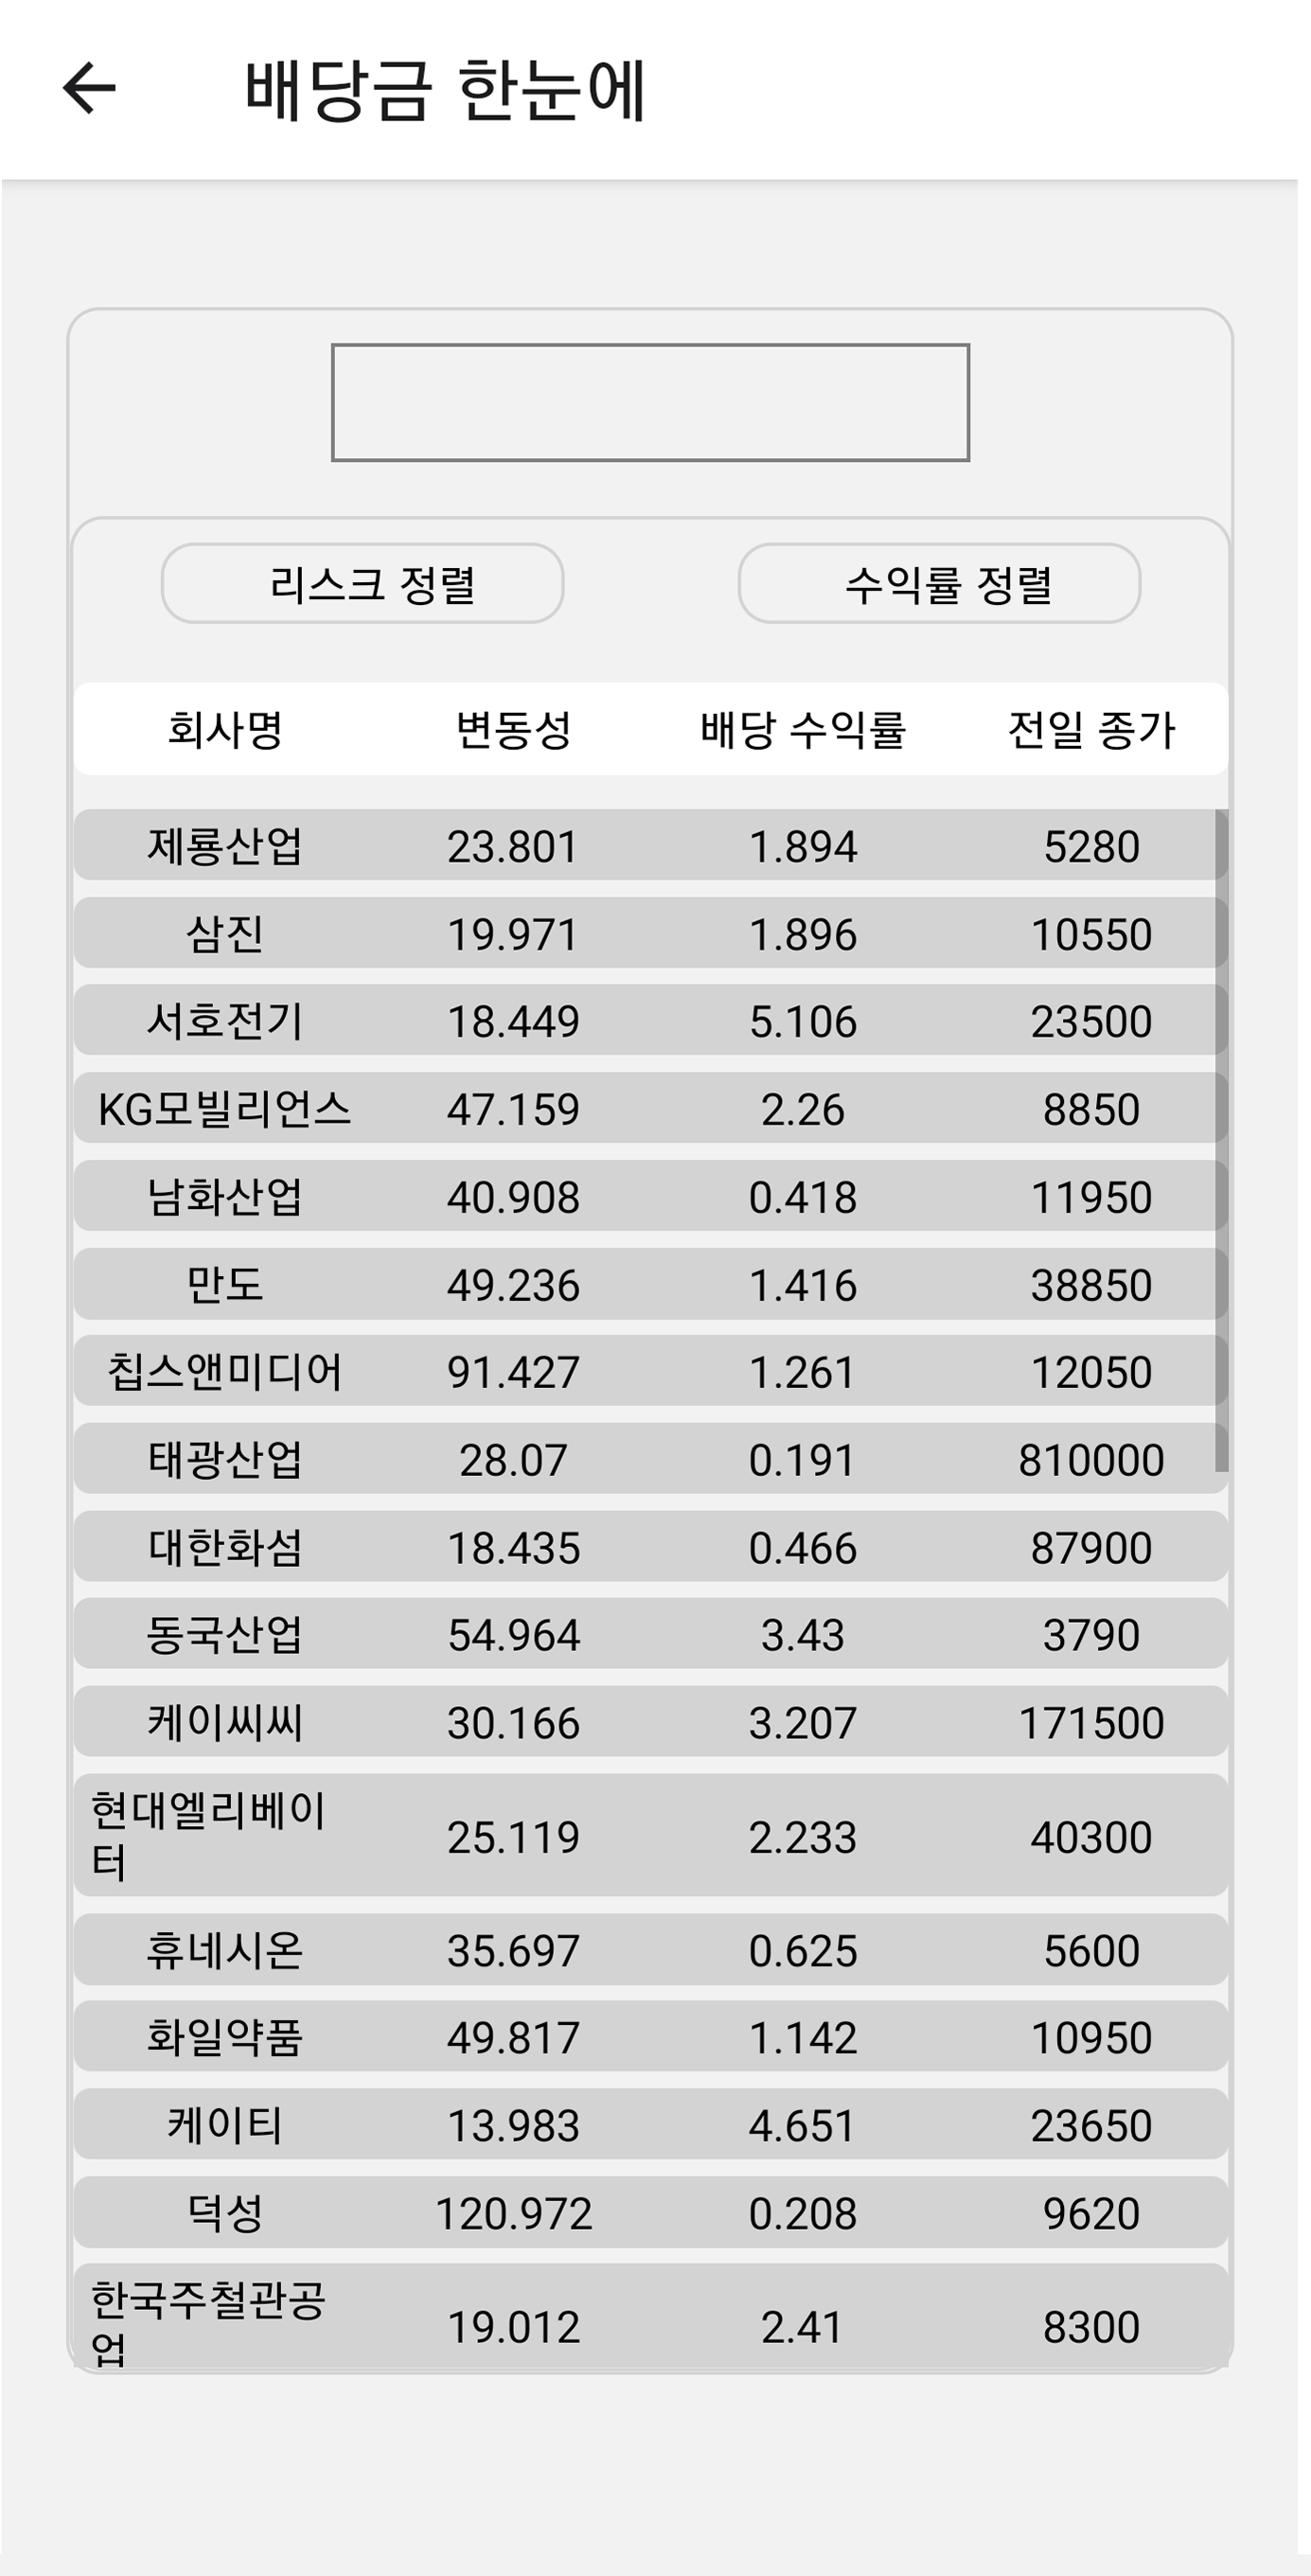 배당금 한눈에
리스크 정렬 수익률 정렬
회사명 변동성 배당 수익률 전일 종가
제룡산업 23.801 1.894 5280
삼진 19.971 1.896 10550
서호전기 18.449 5.106 23500
KG모빌리언스 47.159 2.26 8850
남화산업 40.908 0.418 11950
만도 49.236 1.416 38850
칩스앤미디어 91.427 1.261 12050
태광산업 28.07 0.191 810000
대한화섬 18.435 0.466 87900
동국산업 54.964 3.43 3790
케이씨씨 30.166 3.207 171500
현대엘리베이
터 25.119 2.233 40300
휴네시온 35.697 0.625 5600
화일약품 49.817 1.142 10950
케이티 13.983 4.651 23650
덕성 120.972 0.208 9620
한국주철관공
업 19.012 2.41 8300